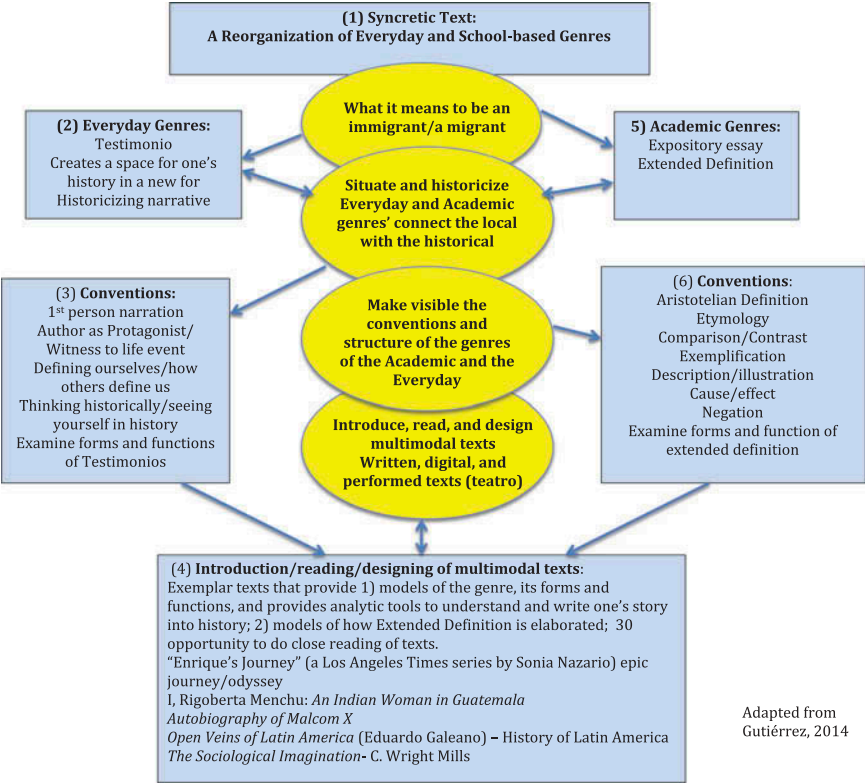 (1) Syncretic Text:
A Reorganization of Everyday and School-based Genres
What it means to be an
immigrant/a migrant
(2) Everyday Genres:
Testimonio
Creates a space for one's
history in a new for
Historicizing narrative
5) Academic Genres:
Expository essay
Extended Definition
Situate and historicize
Everyday and Academic
genres' connect the local
with the historical
(3) Conventions:
1st person narration
Author as Protagonist/
Witness to life event
Defining ourselves/how
others define us
Thinking historically/seeing
yourself in history
Examine forms and functions
of Testimonios
Make visible the
conventions and
structure of the genres
of the Academic and the
Everyday
(6) Conventions:
Aristotelian Definition
Etymology
Comparison/Contrast
Exemplification
Description/illustration
Cause/effect
Negation
Examine forms and function of
extended definition
Introduce, read, and design
multimodal texts
Written, digital, and
performed texts (teatro)
(4) Introduction/reading/designing of multimodal texts:
Exemplar texts that provide 1) models of the genre, its forms and
functions, and provides analytic tools to understand and write one's story
into history; 2) models of how Extended Definition is elaborated; 30
opportunity to do close reading of texts.
"Enrique's Journey" (a Los Angeles Times series by Sonia Nazario) epic
journey/odyssey
I, Rigoberta Menchu: An Indian Woman in Guatemala
Autobiography of Malcom X
Open Veins of Latin America (Eduardo Galeano) – History of Latin America
The Sociological Imagination- C. Wright Mills
Adapted from
Gutiérrez, 2014